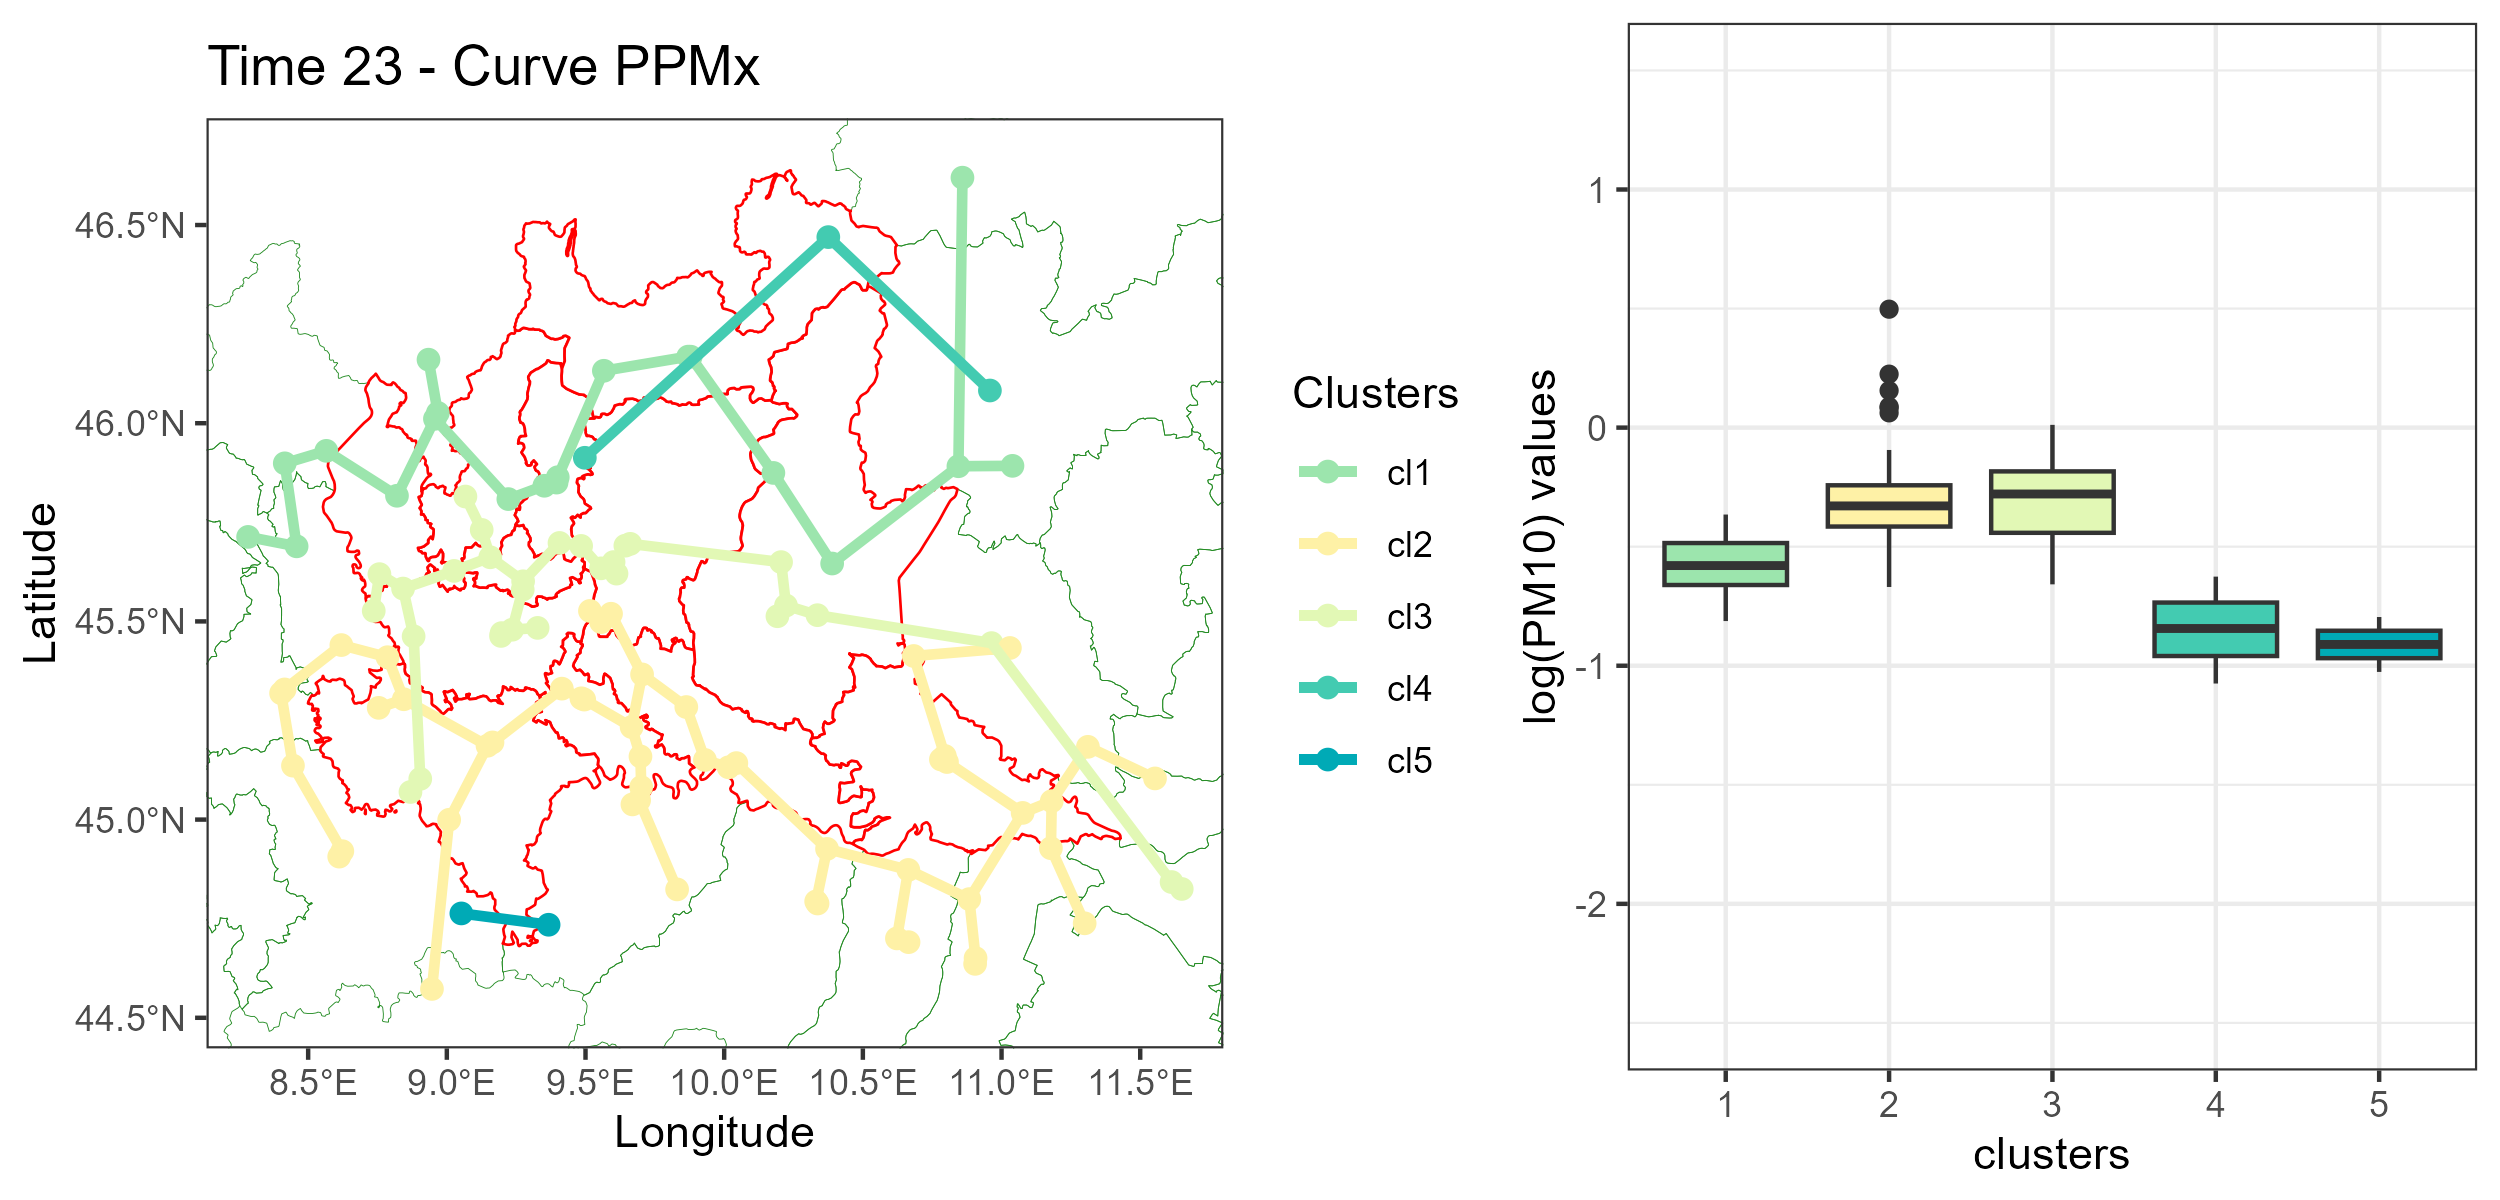 Time 23 - Curve PPMx
46.5°N
46.0°N
45.5°N
45.0°N
44.5°N
Latitude
8.5°E 9.0°E 9.5°E 10.0°E 10.5°E 11.0°E 11.5°E
Longitude
Clusters
cl1
cl2
cl3
cl4
cl5
log(PM10) values
1
0
-1
-2
1 2 3 4 5
clusters